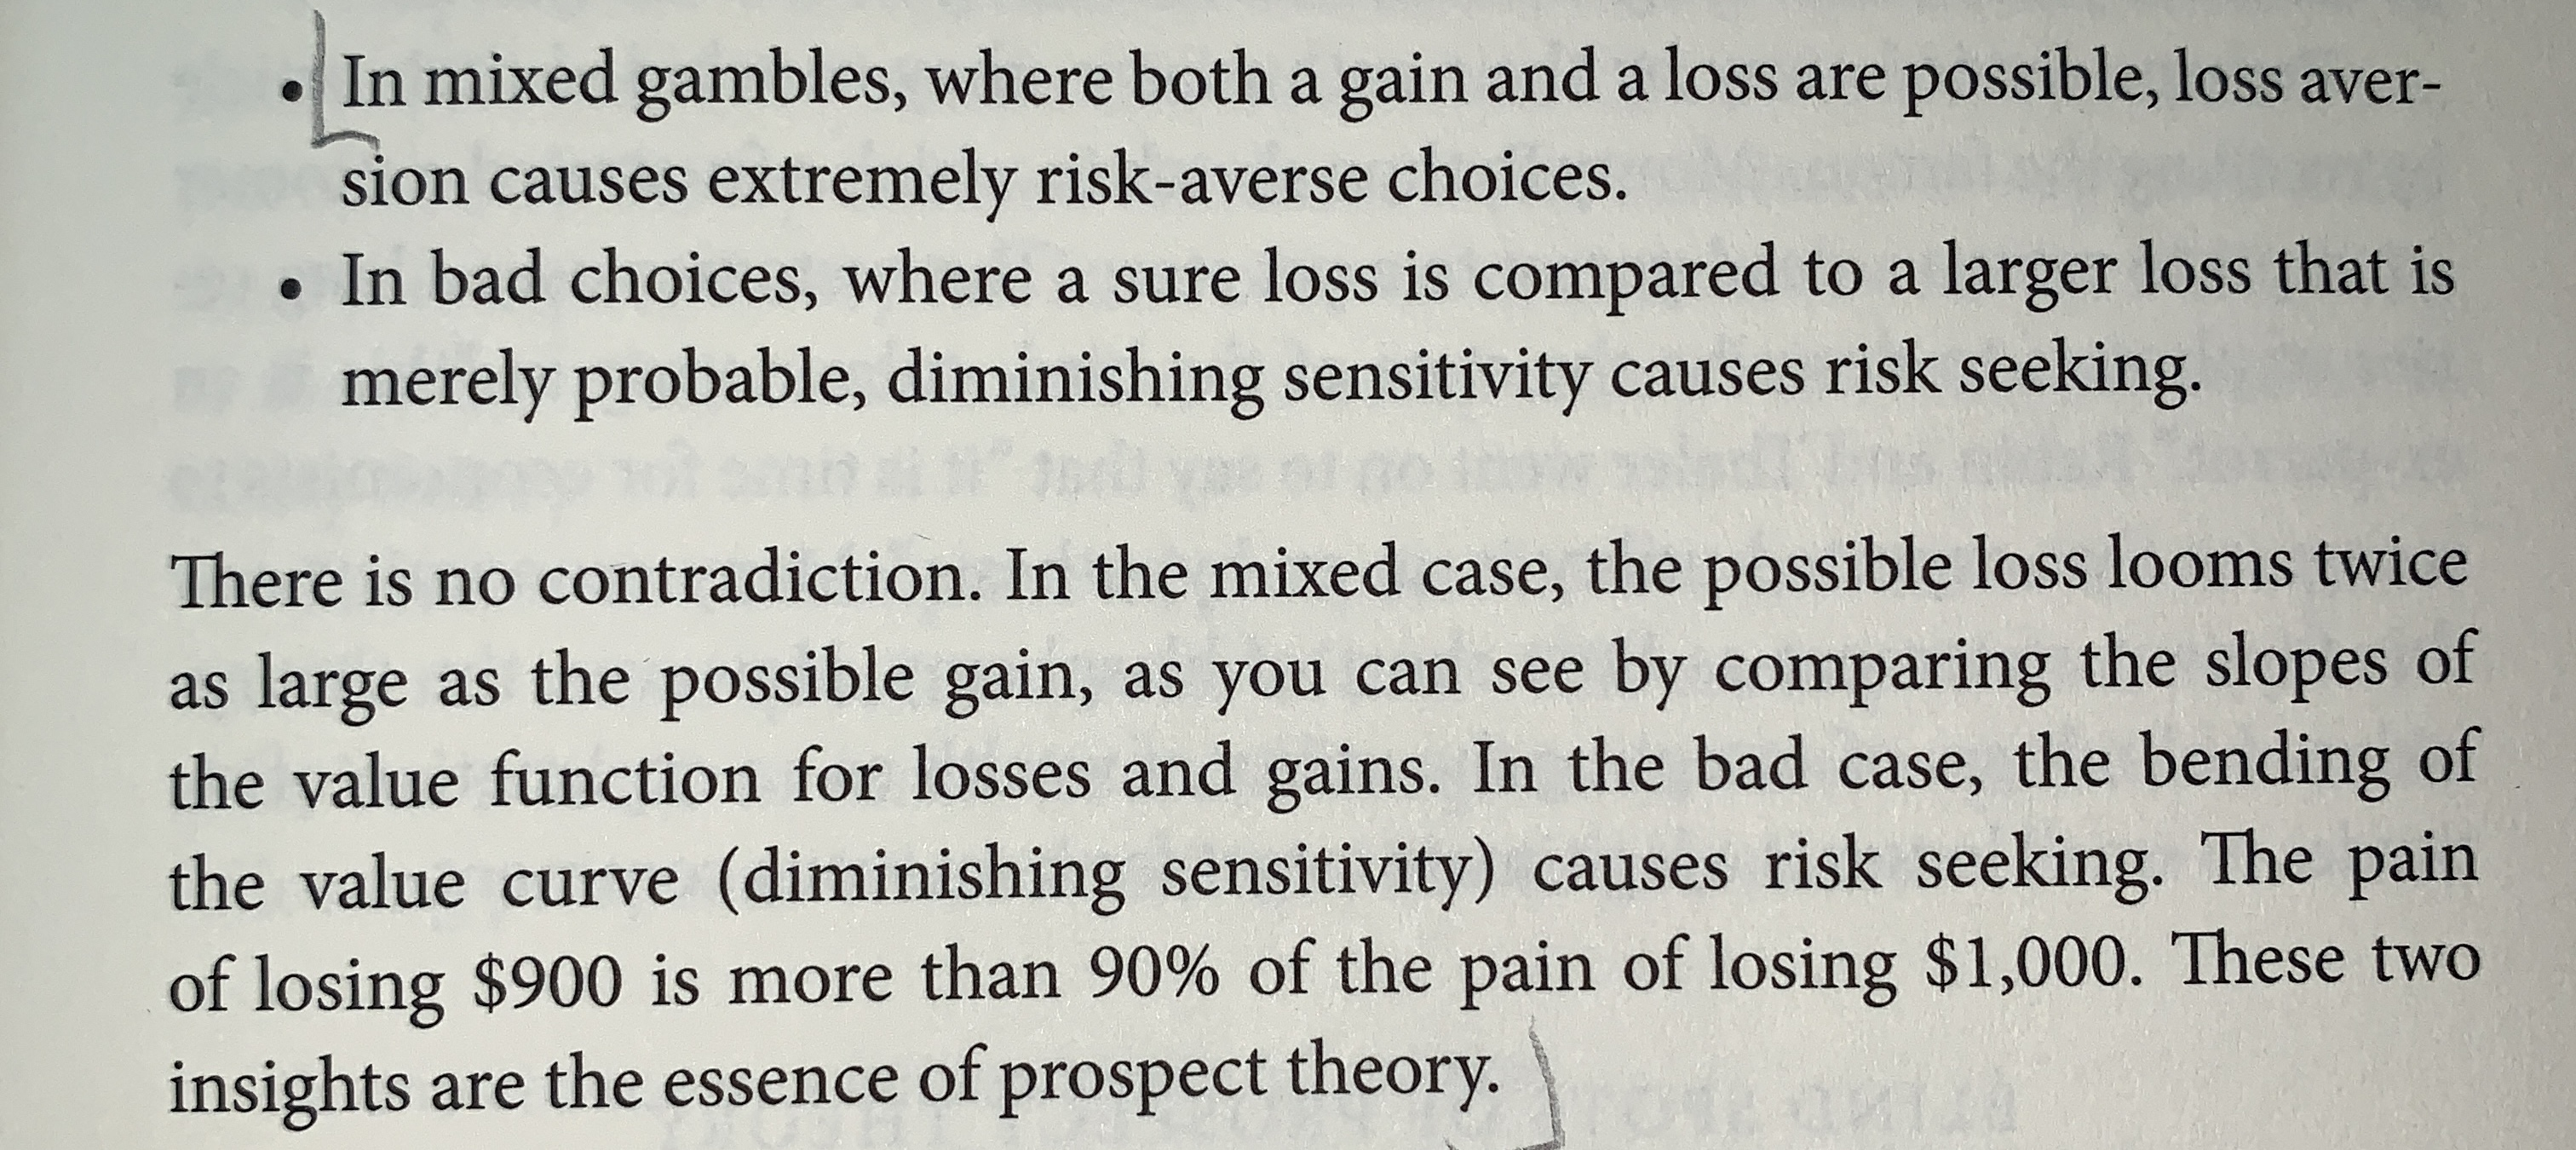 • In mixed gambles, where both a gain and a loss are possible, loss aver-
sion causes extremely risk-averse choices.
• In bad choices, where a sure loss is compared to a larger loss that is
merely probable, diminishing sensitivity causes risk seeking.
There is no contradiction. In the mixed case, the possible loss looms twice
as large as the possible gain, as you can see by comparing the slopes of
the value function for losses and gains. In the bad case, the bending of
the value curve (diminishing sensitivity) causes risk seeking. The pain
of losing $900 is more than 90% of the pain of losing $1,000. These two
insights are the essence of prospect theory.